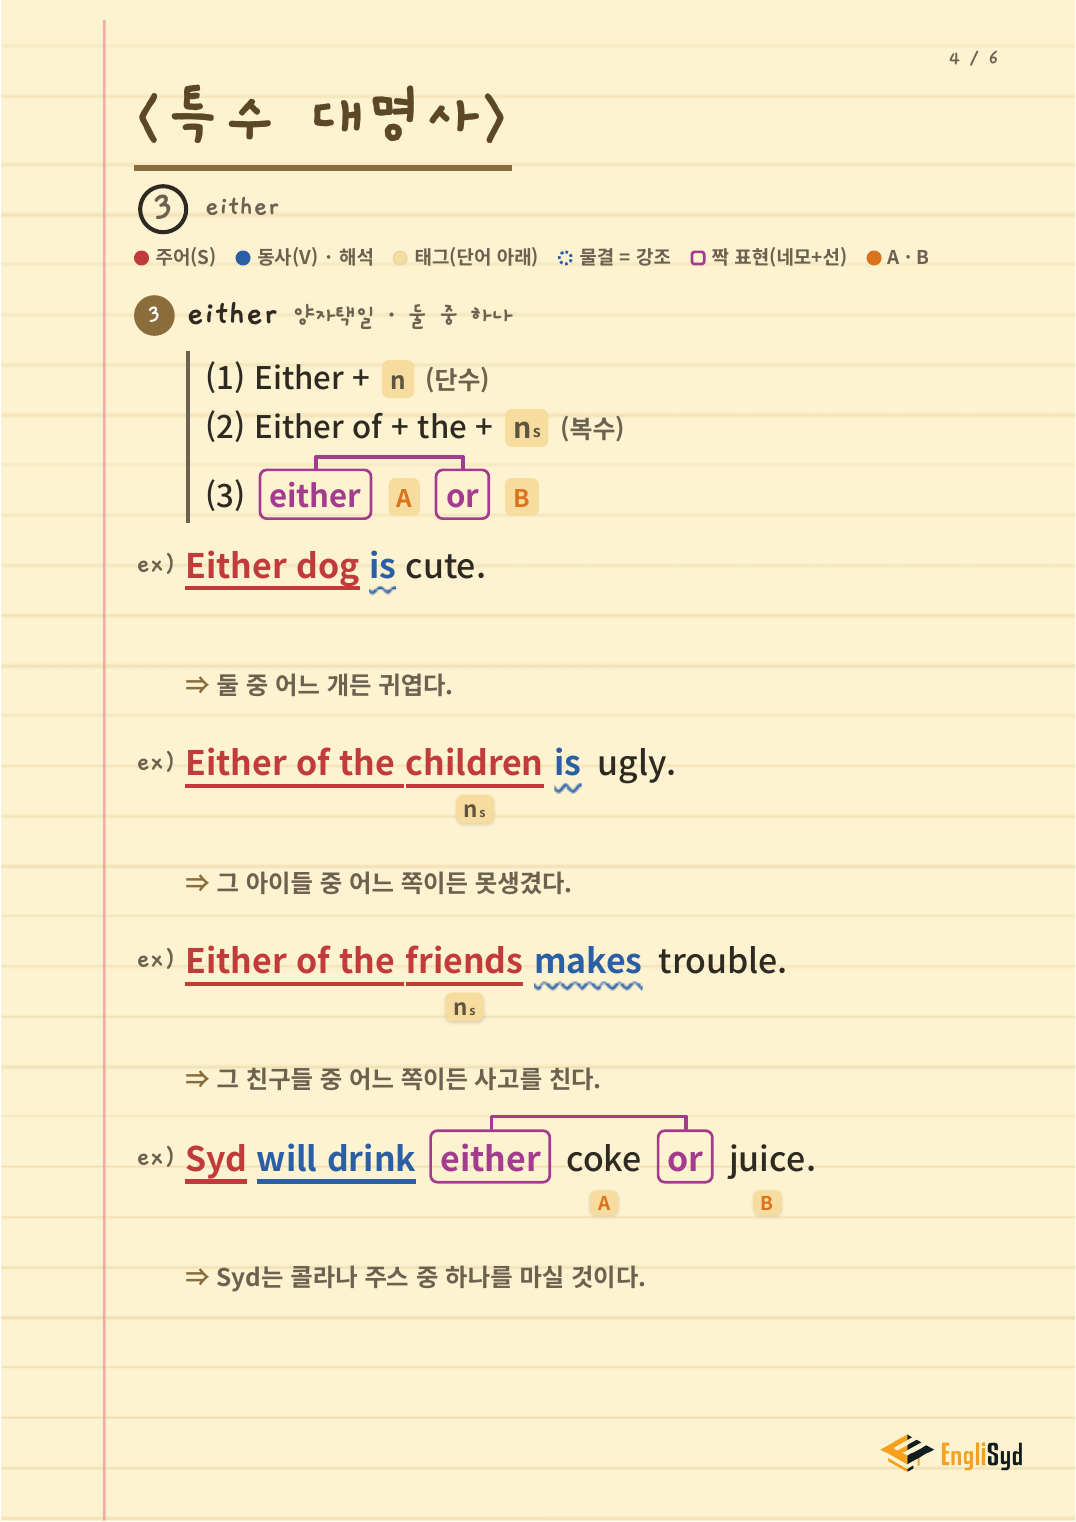 4 / 6
<특수 대명사>
③ either
주어(S) 동사(V) · 해석 태그(단어 아래) 물결 = 강조 짝 표현(네모+선) A · B
3 either 양자택일 · 둘 중 하나
(1) Either + n (단수)
(2) Either of + the + ns (복수)
(3) either A or B
ex) Either dog is cute.
⇒ 둘 중 어느 개든 귀엽다.
ex) Either of the children is ugly.
ns
⇒ 그 아이들 중 어느 쪽이든 못생겼다.
ex) Either of the friends makes trouble.
ns
⇒ 그 친구들 중 어느 쪽이든 사고를 친다.
ex) Syd will drink either coke or juice.
A B
⇒ Syd는 콜라나 주스 중 하나를 마실 것이다.
EngliSyd